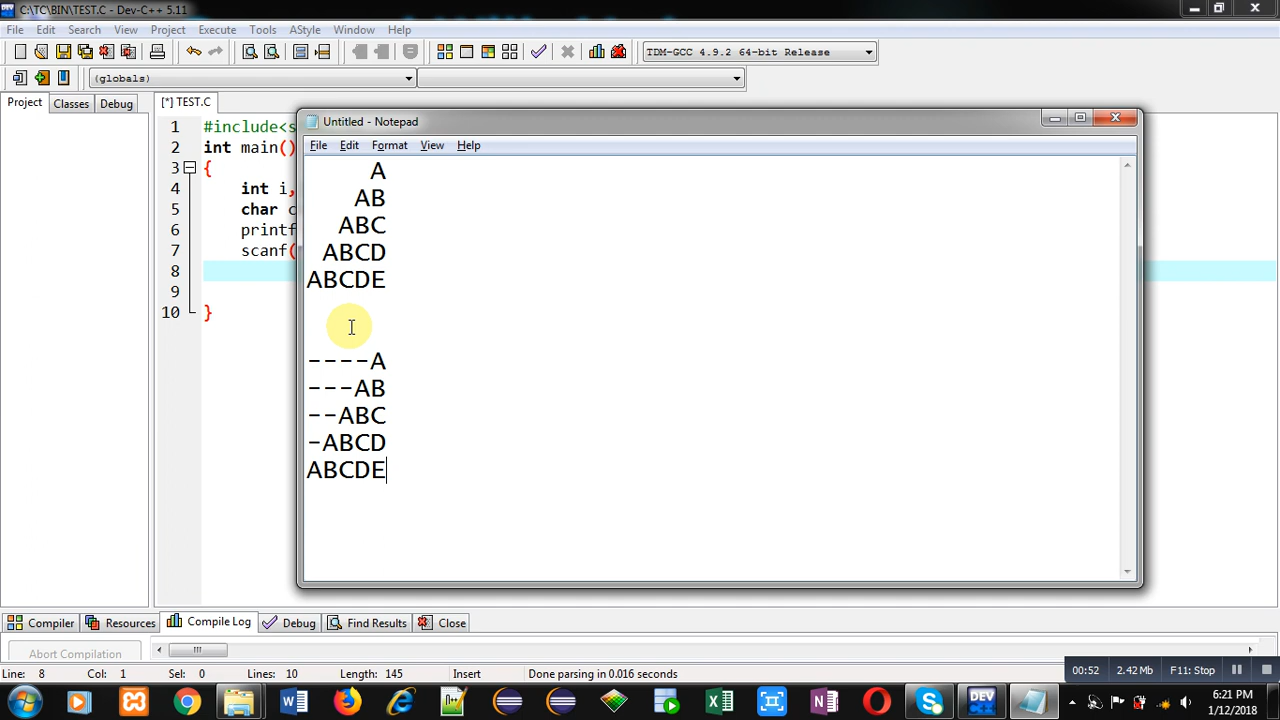 C:\TC\BIN\TEST.C - Dev-C++ 5.11
File Edit Search View Project Execute Tools AStyle Window Help
TDM-GCC 4.9.2 64-bit Release
(globals)
Project Classes Debug [*] TEST.C
1 #include<s
2 int main()
3 {
4 int i,
5 char c
6 printf
7 scanf(
8
9
10 }
Untitled - Notepad
File Edit Format View Help
A
AB
ABC
ABCD
ABCDE
----A
---AB
--ABC
-ABCD
ABCDE
Compiler Resources Compile Log Debug Find Results Close
Abort Compilation
Line: 8 Col: 1 Sel: 0 Lines: 10 Length: 145 Insert Done parsing in 0.016 seconds
00:52 2.42 Mb F11: Stop
DEV C++
6:21 PM
1/12/2018